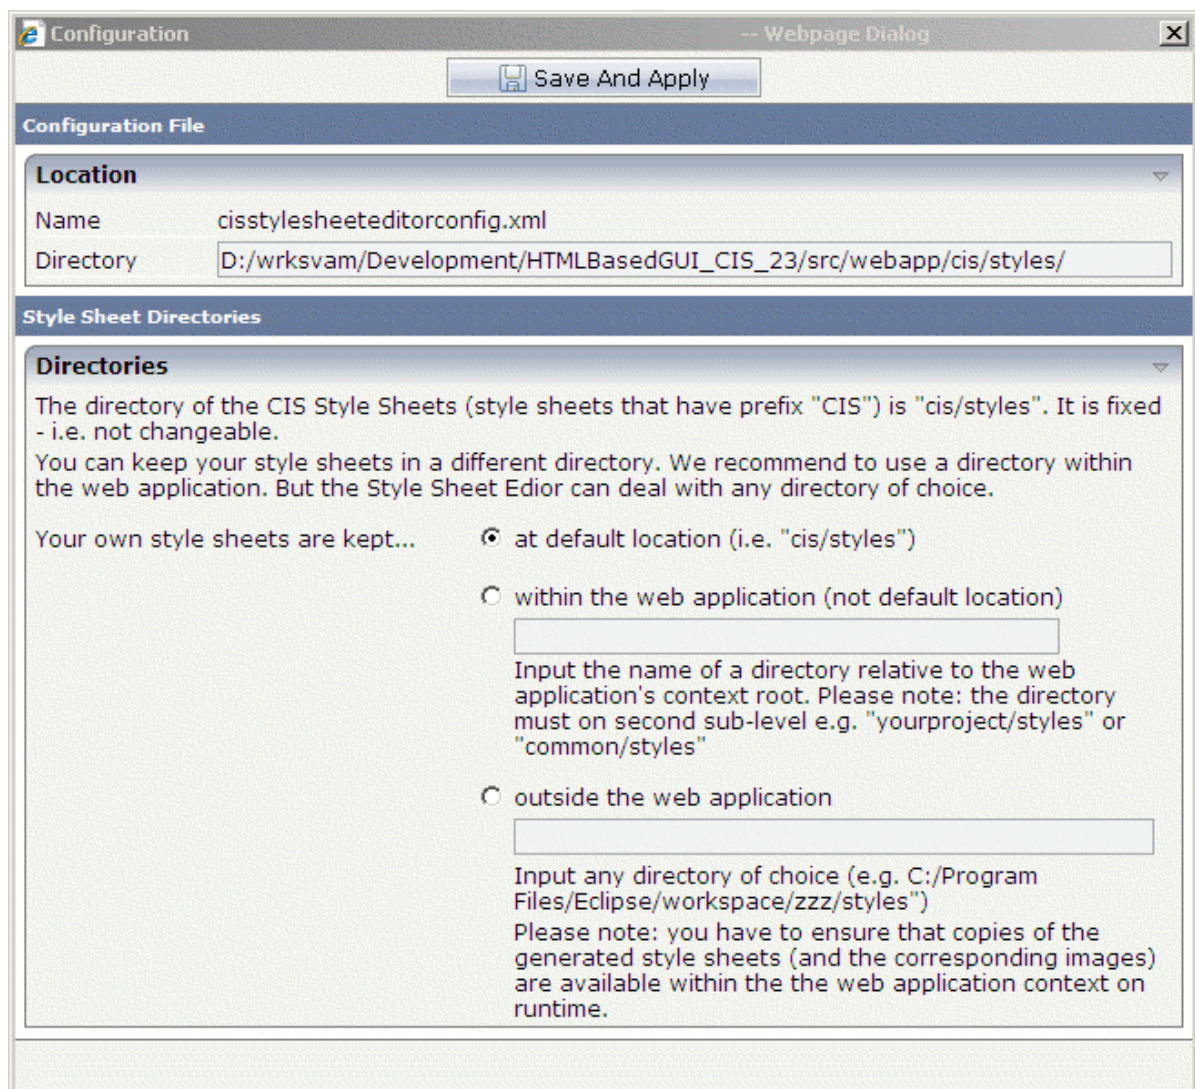 Configuration -- Webpage Dialog
Save And Apply
Configuration File
Location
Name cisstylesheeteditorconfig.xml
Directory D:/wrksvam/Development/HTMLBasedGUI_CIS_23/src/webapp/cis/styles/
Style Sheet Directories
Directories
The directory of the CIS Style Sheets (style sheets that have prefix "CIS") is "cis/styles". It is fixed
- i.e. not changeable.
You can keep your style sheets in a different directory. We recommend to use a directory within
the web application. But the Style Sheet Edior can deal with any directory of choice.
Your own style sheets are kept... at default location (i.e. "cis/styles")
within the web application (not default location)
Input the name of a directory relative to the web
application's context root. Please note: the directory
must on second sub-level e.g. "yourproject/styles" or
"common/styles"
outside the web application
Input any directory of choice (e.g. C:/Program
Files/Eclipse/workspace/zzz/styles")
Please note: you have to ensure that copies of the
generated style sheets (and the corresponding images)
are available within the the web application context on
runtime.